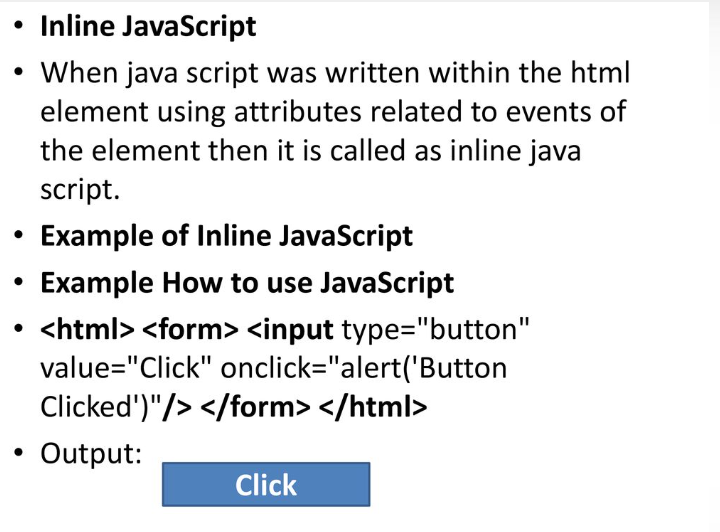 • Inline JavaScript
• When java script was written within the html
element using attributes related to events of
the element then it is called as inline java
script.
• Example of Inline JavaScript
• Example How to use JavaScript
• <html> <form> <input type="button"
value="Click" onclick="alert('Button
Clicked')"/> </form> </html>
• Output:
Click